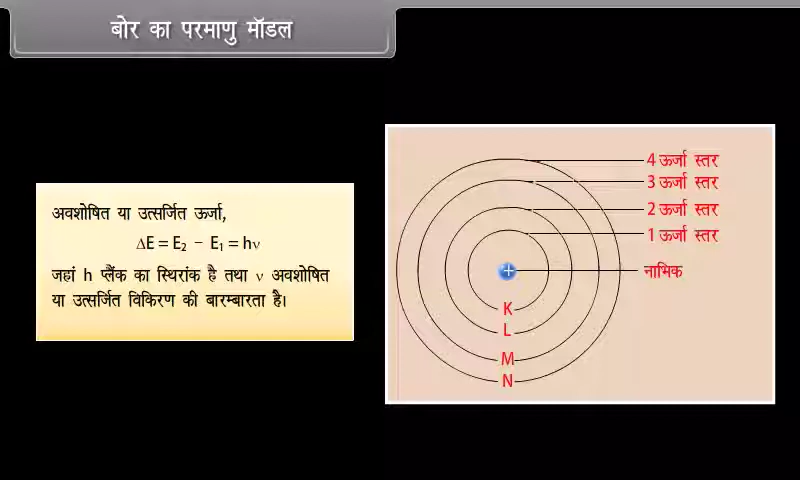 बोर का परमाणु मॉडल
अवशोषित या उत्सर्जित ऊर्जा,
ΔE = E₂ − E₁ = hν
जहां h प्लैंक का स्थिरांक है तथा ν अवशोषित
या उत्सर्जित विकिरण की बारम्बारता है।
4 ऊर्जा स्तर
3 ऊर्जा स्तर
2 ऊर्जा स्तर
1 ऊर्जा स्तर
+
नाभिक
K
L
M
N